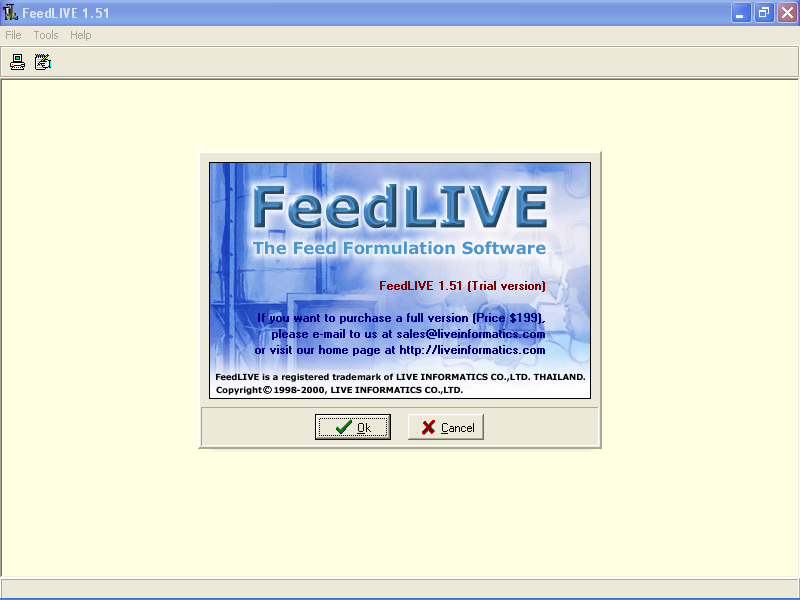 FeedLIVE 1.51
File Tools Help
FeedLIVE
The Feed Formulation Software
FeedLIVE 1.51 (Trial version)
If you want to purchase a full version (Price $199),
please e-mail to us at sales@liveinformatics.com
or visit our home page at http://liveinformatics.com
FeedLIVE is a registered trademark of LIVE INFORMATICS CO.,LTD. THAILAND.
Copyright© 1998-2000, LIVE INFORMATICS CO.,LTD.
Ok Cancel